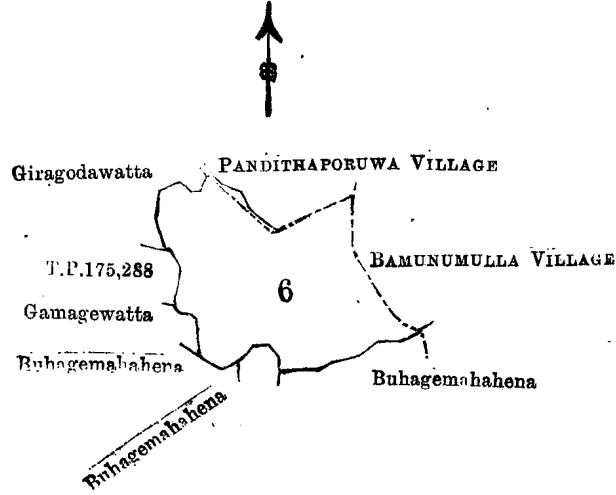 Giragodawatta
PANDITHAPORUWA VILLAGE
T.P.175,288
BAMUNUMULLA VILLAGE
6
Gamagewatta
Buhagemahahena
Buhagemahahena
Buhagemahahena